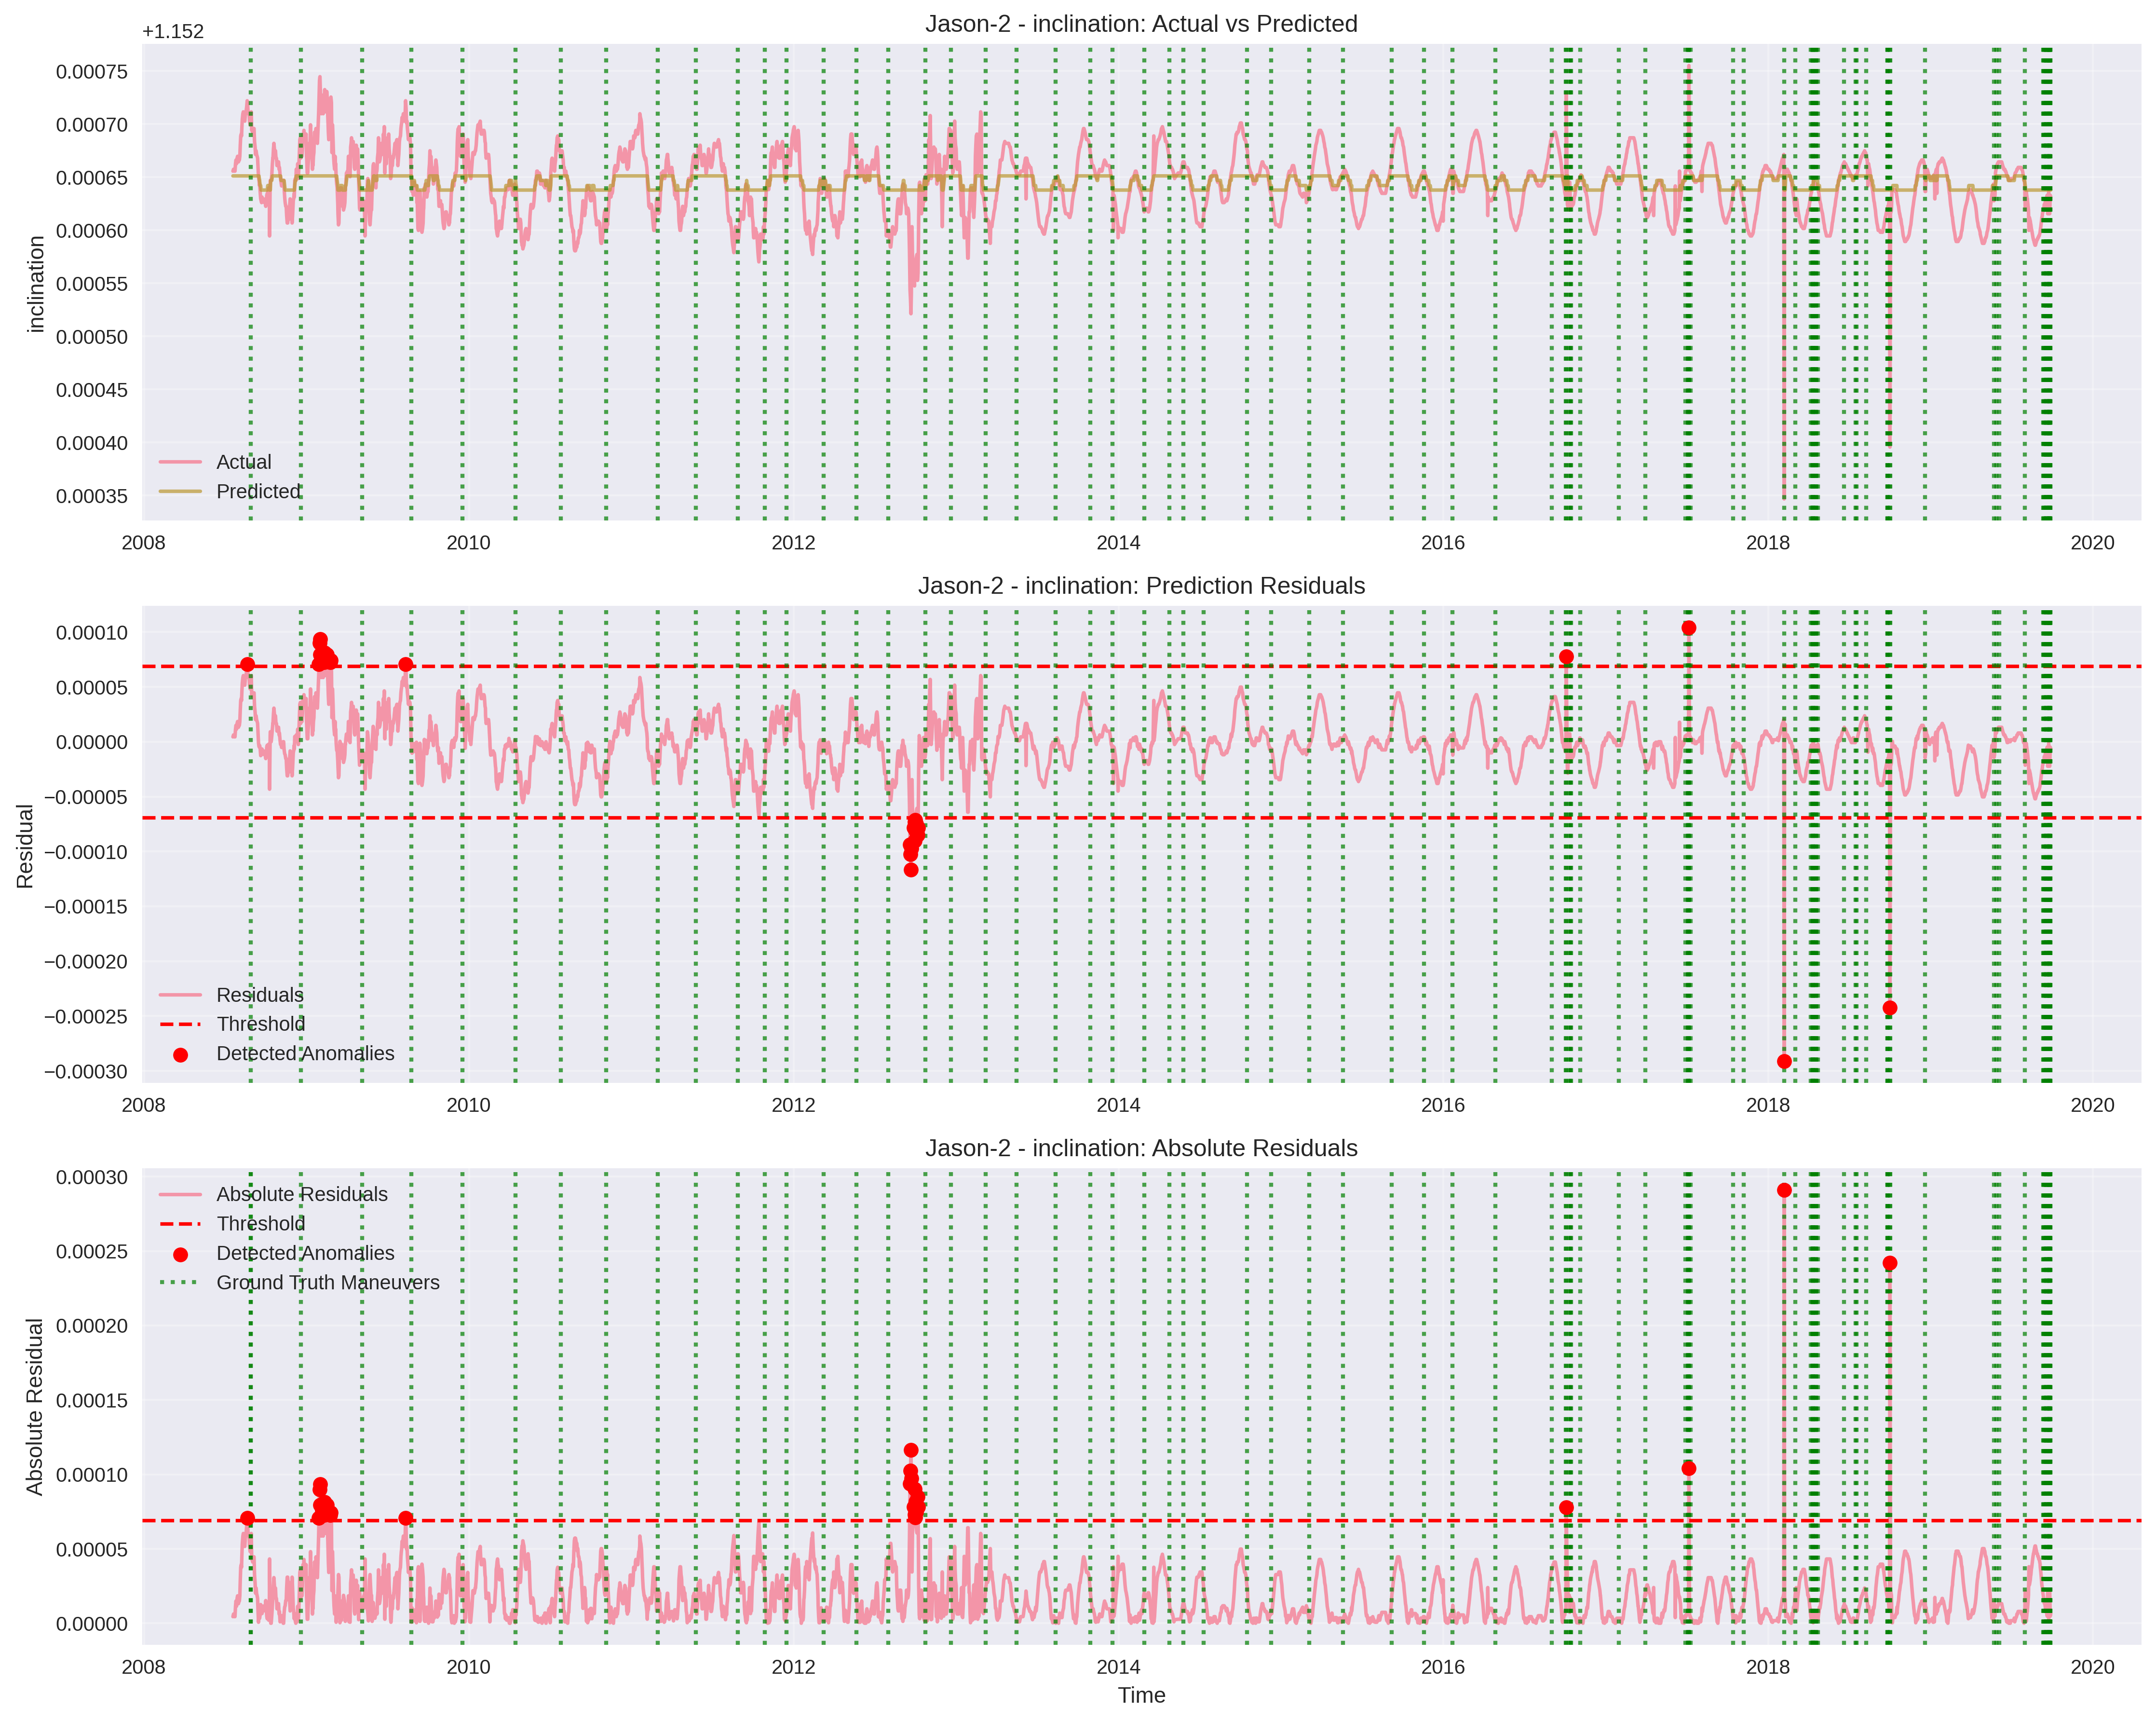 Jason-2 - inclination: Actual vs Predicted
+1.152
0.00075
0.00070
0.00065
0.00060
0.00055
0.00050
0.00045
0.00040
0.00035
inclination
Actual
Predicted
2008 2010 2012 2014 2016 2018 2020
Jason-2 - inclination: Prediction Residuals
0.00010
0.00005
0.00000
−0.00005
−0.00010
−0.00015
−0.00020
−0.00025
−0.00030
Residual
Residuals
Threshold
Detected Anomalies
2008 2010 2012 2014 2016 2018 2020
Jason-2 - inclination: Absolute Residuals
0.00030
0.00025
0.00020
0.00015
0.00010
0.00005
0.00000
Absolute Residual
Absolute Residuals
Threshold
Detected Anomalies
Ground Truth Maneuvers
2008 2010 2012 2014 2016 2018 2020
Time